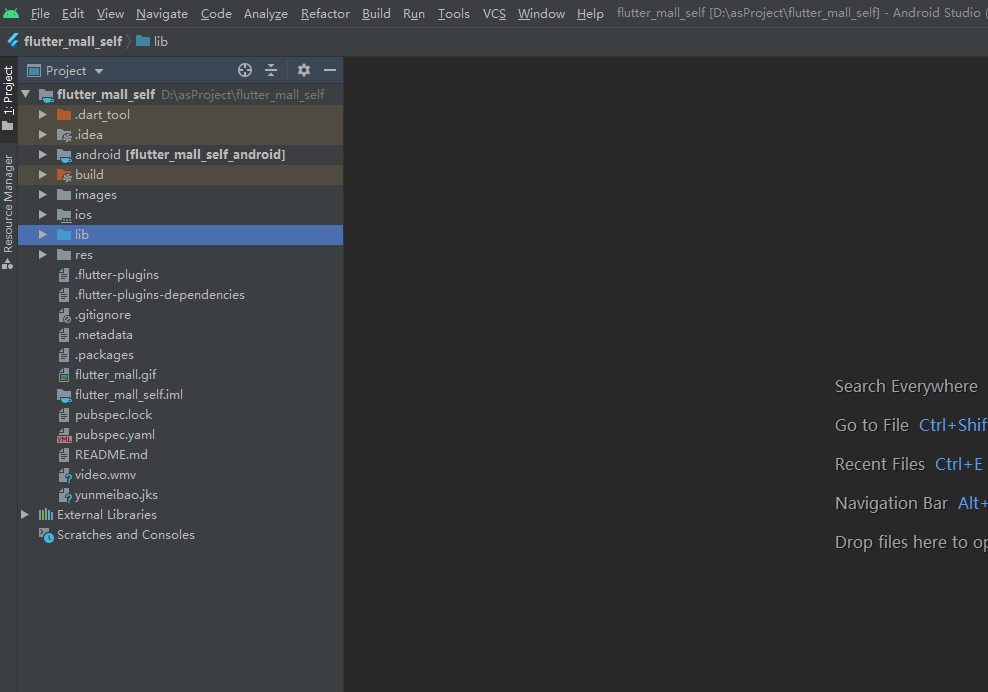 File Edit View Navigate Code Analyze Refactor Build Run Tools VCS Window Help flutter_mall_self [D:\asProject\flutter_mall_self] - Android Studio (
flutter_mall_self lib
1: Project
Resource Manager
Project
flutter_mall_self D:\asProject\flutter_mall_self
.dart_tool
.idea
android [flutter_mall_self_android]
build
images
ios
lib
res
.flutter-plugins
.flutter-plugins-dependencies
.gitignore
.metadata
.packages
flutter_mall.gif
flutter_mall_self.iml
pubspec.lock
YML
pubspec.yaml
README.md
video.wmv
yunmeibao.jks
External Libraries
Scratches and Consoles
Search Everywhere
Go to File Ctrl+Shif
Recent Files Ctrl+E
Navigation Bar Alt+
Drop files here to op